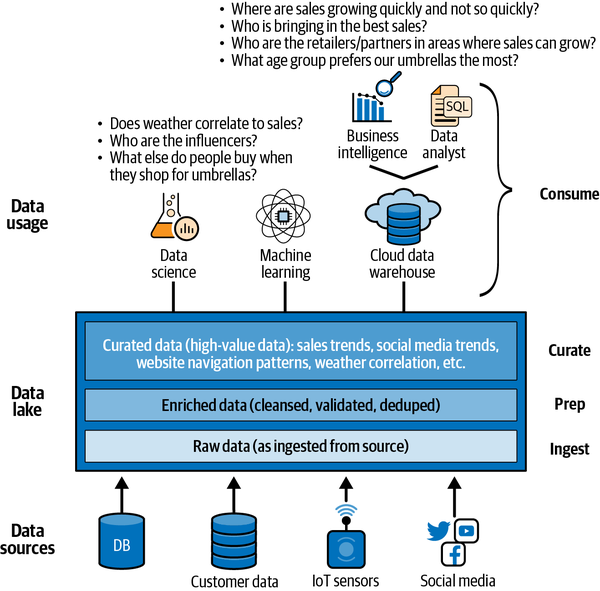 • Where are sales growing quickly and not so quickly?
• Who is bringing in the best sales?
• Who are the retailers/partners in areas where sales can grow?
• What age group prefers our umbrellas the most?
SQL
Business
intelligence
Data
analyst
• Does weather correlate to sales?
• Who are the influencers?
• What else do people buy when
they shop for umbrellas?
Data
usage
Consume
Data
science
Machine
learning
Cloud data
warehouse
Curated data (high-value data): sales trends, social media trends,
website navigation patterns, weather correlation, etc.
Curate
Data
lake
Enriched data (cleansed, validated, deduped)
Prep
Raw data (as ingested from source)
Ingest
Data
sources
DB
Customer data
IoT sensors
Social media